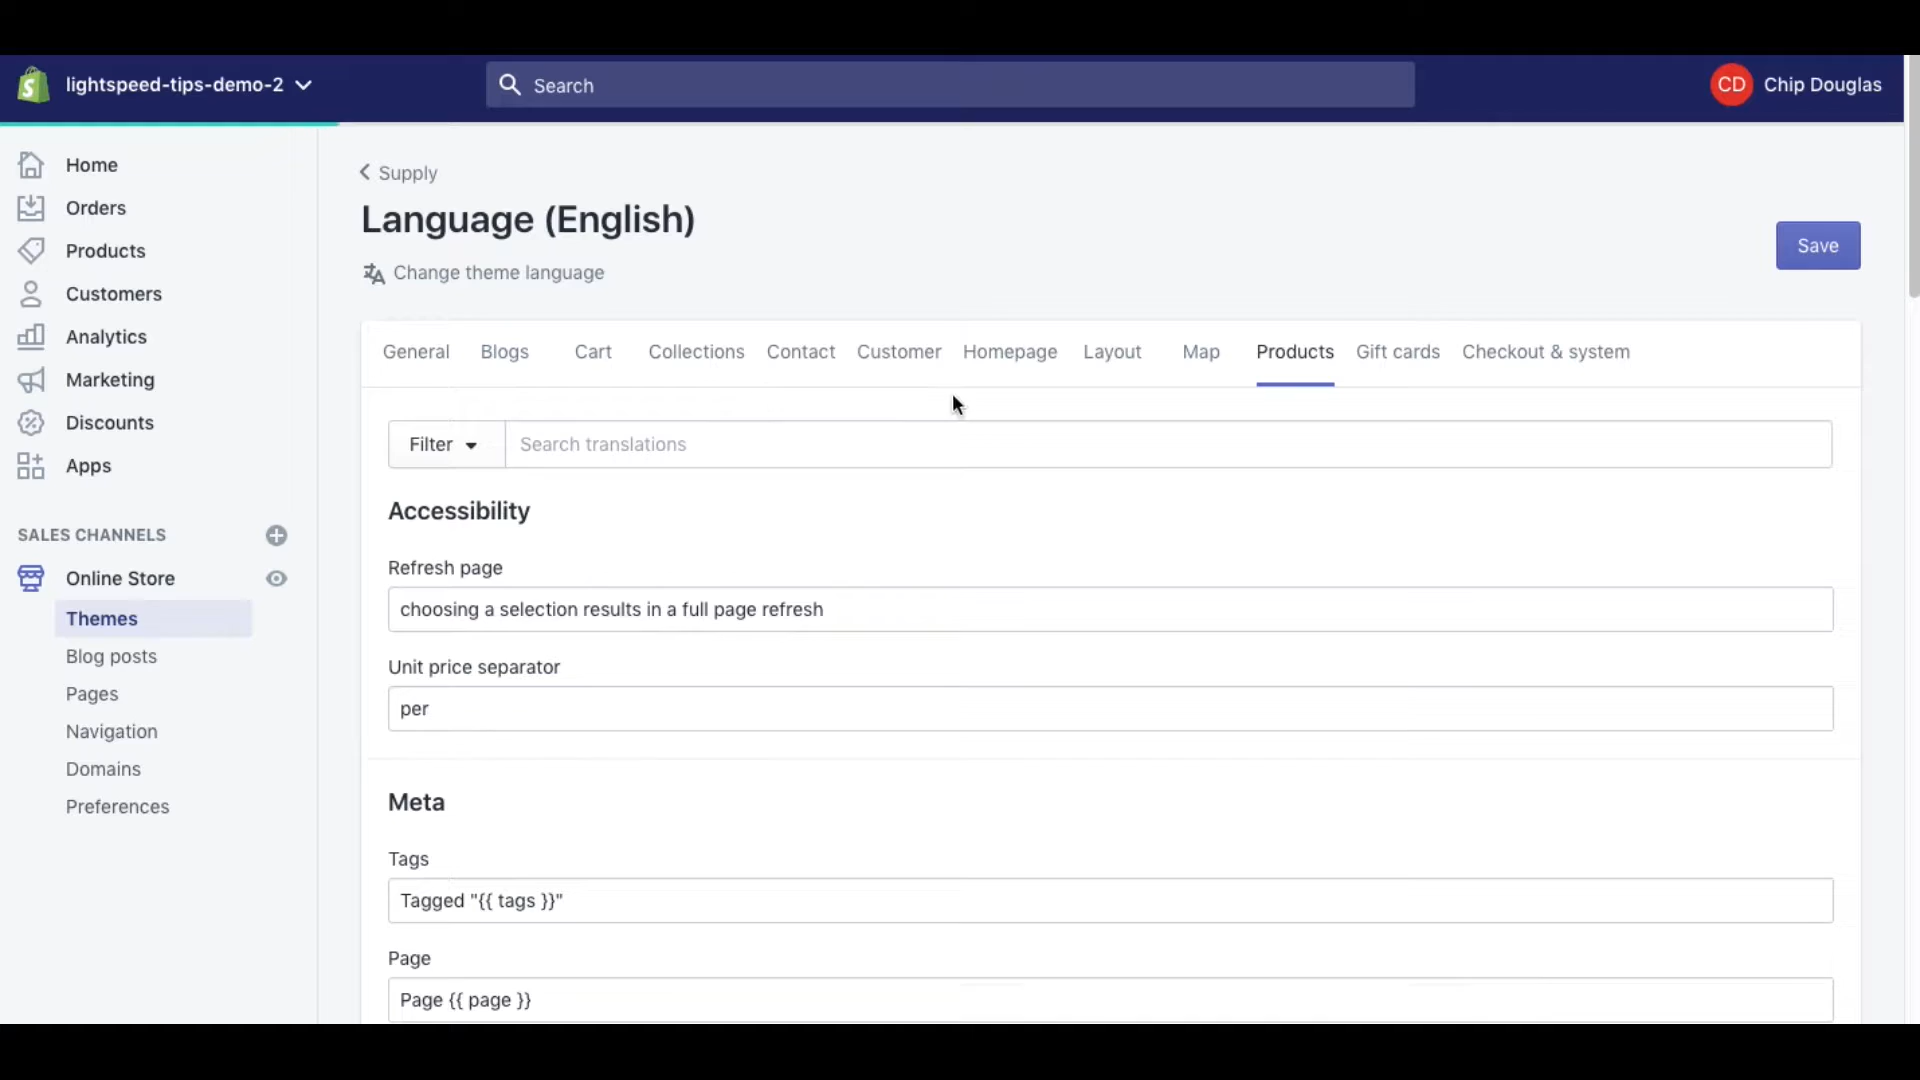 lightspeed-tips-demo-2
Search
CD Chip Douglas
Home
Orders
Products
Customers
Analytics
Marketing
Discounts
Apps
SALES CHANNELS
Online Store
Themes
Blog posts
Pages
Navigation
Domains
Preferences
Supply
Language (English)
Change theme language
Save
General Blogs Cart Collections Contact Customer Homepage Layout Map Products Gift cards Checkout & system
Filter Search translations
Accessibility
Refresh page
choosing a selection results in a full page refresh
Unit price separator
per
Meta
Tags
Tagged "{{ tags }}"
Page
Page {{ page }}